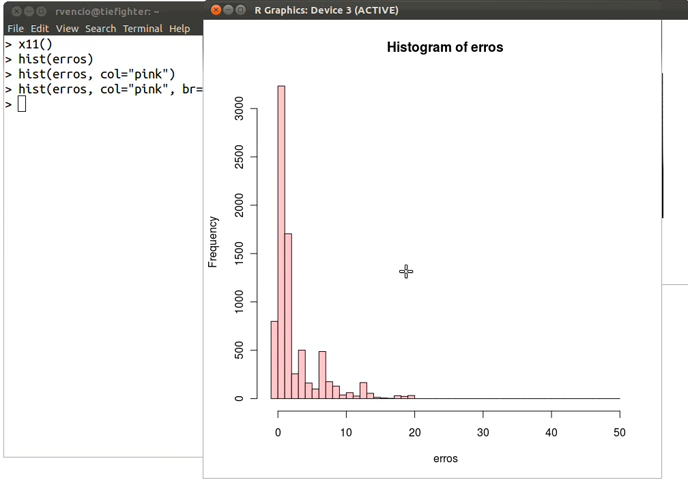 rvencio@tiefighter: ~
File Edit View Search Terminal Help
> x11()
> hist(erros)
> hist(erros, col="pink")
> hist(erros, col="pink", br=
>
R Graphics: Device 3 (ACTIVE)
Histogram of erros
Frequency
3000
2500
2000
1500
1000
500
0
0 10 20 30 40 50
erros